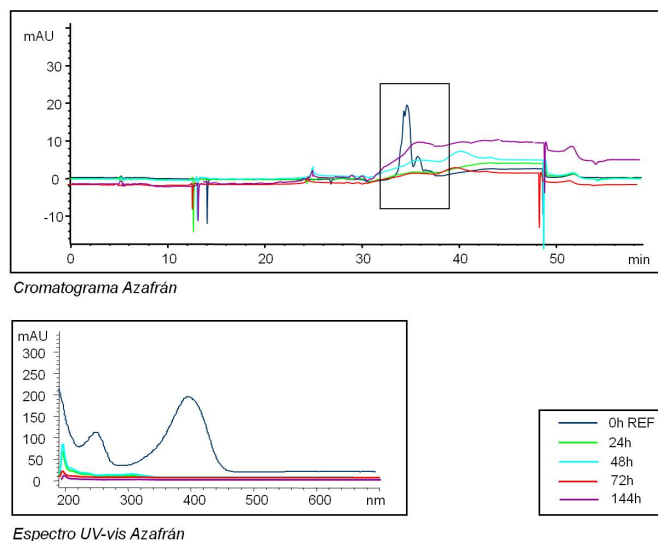 mAU
30
20
10
0
-10
0 10 20 30 40 50 min
Cromatograma Azafrán
mAU
300
250
200
150
100
50
0
200 300 400 500 600 nm
Espectro UV-vis Azafrán
0h REF
24h
48h
72h
144h